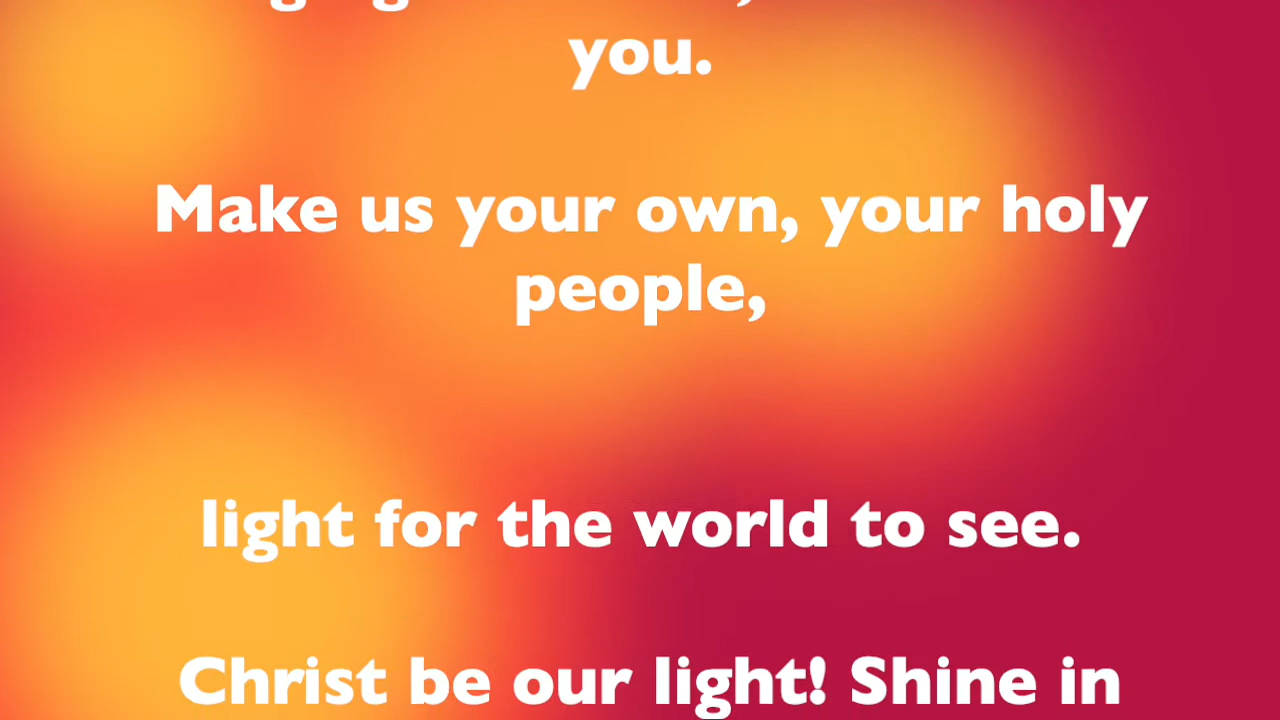 you.
Make us your own, your holy
people,
light for the world to see.
Christ be our light! Shine in